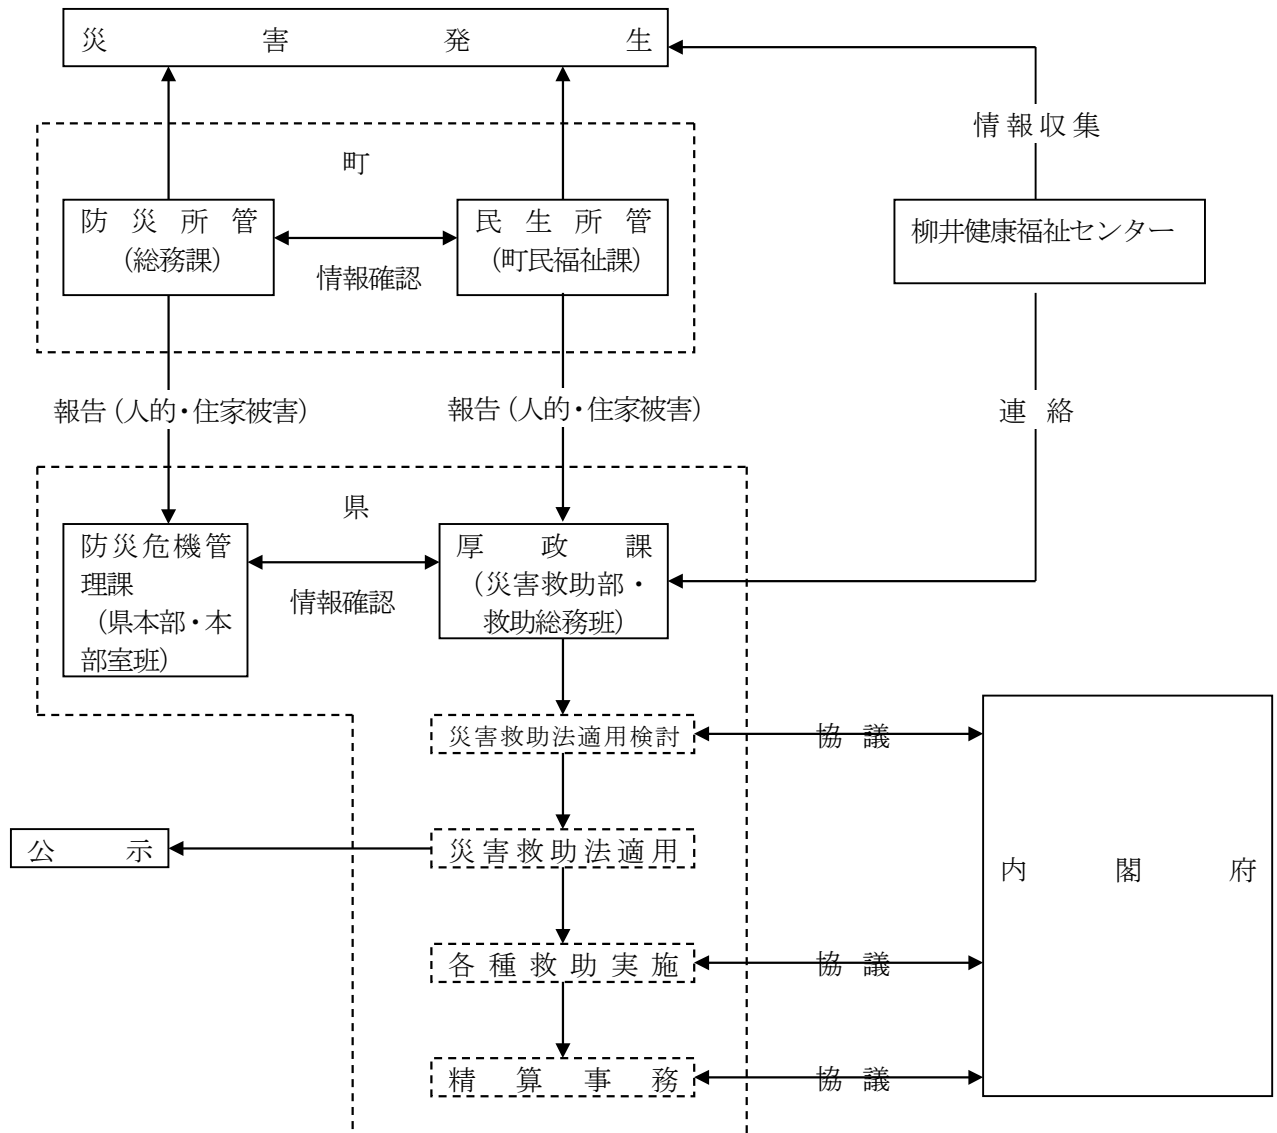 災害発生
情報収集
町
防災所管
(総務課)
民生所管
(町民福祉課)
情報確認
柳井健康福祉センター
報告(人的・住家被害)
報告(人的・住家被害)
連絡
県
防災危機管
理課
(県本部・本
部室班)
厚政課
(災害救助部・
救助総務班)
情報確認
災害救助法適用検討
協議
公示
災害救助法適用
内閣府
各種救助実施
協議
精算事務
協議